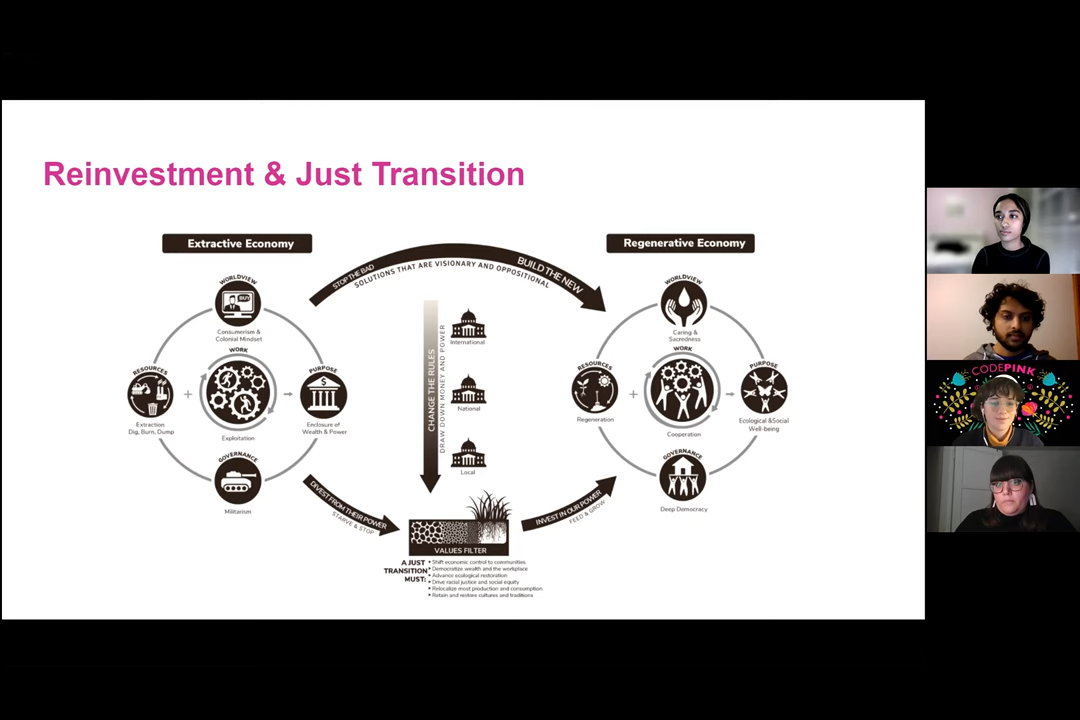 Reinvestment & Just Transition
Extractive Economy
WORLDVIEW
BUY
Consumerism &
Colonial Mindset
RESOURCES
Extraction
Dig, Burn, Dump
WORK
Exploitation
PURPOSE
$
Enclosure of
Wealth & Power
GOVERNANCE
Militarism
STOP THE BAD
BUILD THE NEW
SOLUTIONS THAT ARE VISIONARY AND OPPOSITIONAL
CHANGE THE RULES
DRAW DOWN MONEY AND POWER
International
National
Local
DIVEST FROM THEIR POWER
STARVE & STOP
VALUES FILTER
INVEST IN OUR POWER
FEED & GROW
A JUST
TRANSITION
MUST:
• Shift economic control to communities
• Democratize wealth and the workplace
• Advance ecological restoration
• Drive racial justice and social equity
• Relocalize most production and consumption
• Retain and restore cultures and traditions
Regenerative Economy
WORLDVIEW
Caring &
Sacredness
RESOURCES
Regeneration
WORK
Cooperation
PURPOSE
Ecological &Social
Well-being
GOVERNANCE
Deep Democracy
CODEPINK